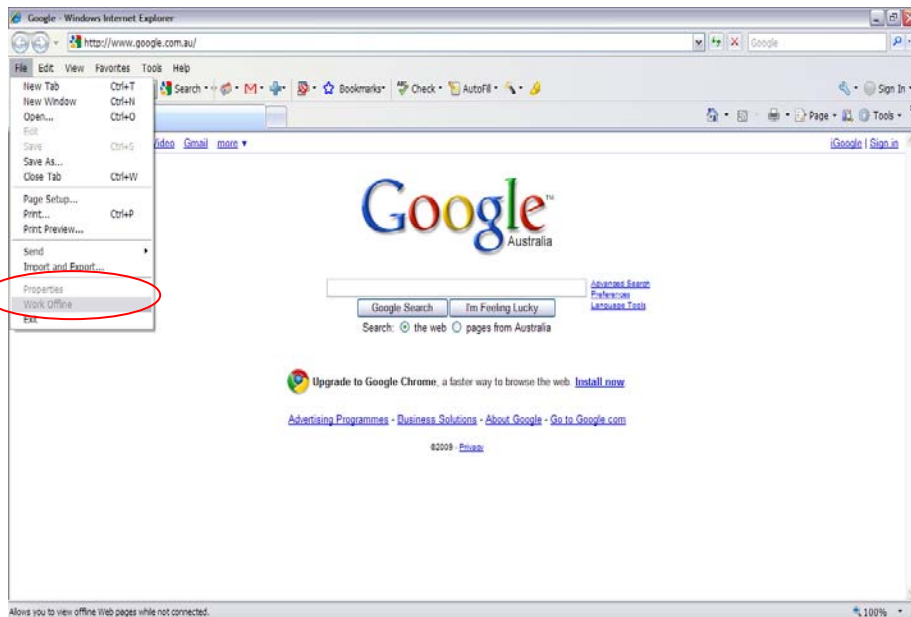 Google - Windows Internet Explorer
http://www.google.com.au/
Google
File Edit View Favorites Tools Help
Search Bookmarks Check AutoFill Sign In
Page Tools
New Tab Ctrl+T
New Window Ctrl+N
Open... Ctrl+O
Edit
Save Ctrl+S
Save As...
Close Tab Ctrl+W
Page Setup...
Print... Ctrl+P
Print Preview...
Send
Import and Export...
Properties
Work Offline
Exit
Video Gmail more
iGoogle | Sign in
Google™
Australia
Advanced Search
Preferences
Language Tools
Google Search I'm Feeling Lucky
Search: the web pages from Australia
Upgrade to Google Chrome, a faster way to browse the web. Install now
Advertising Programmes - Business Solutions - About Google - Go to Google.com
©2009 - Privacy
Allows you to view offline Web pages while not connected.
100%